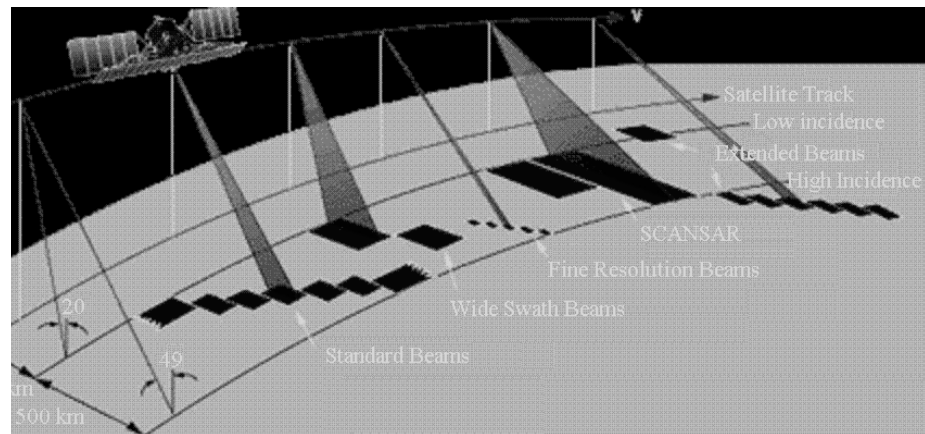 v
Satellite Track
Low incidence
Extended Beams
High Incidence
SCANSAR
Fine Resolution Beams
Wide Swath Beams
20
Standard Beams
49
km
500 km